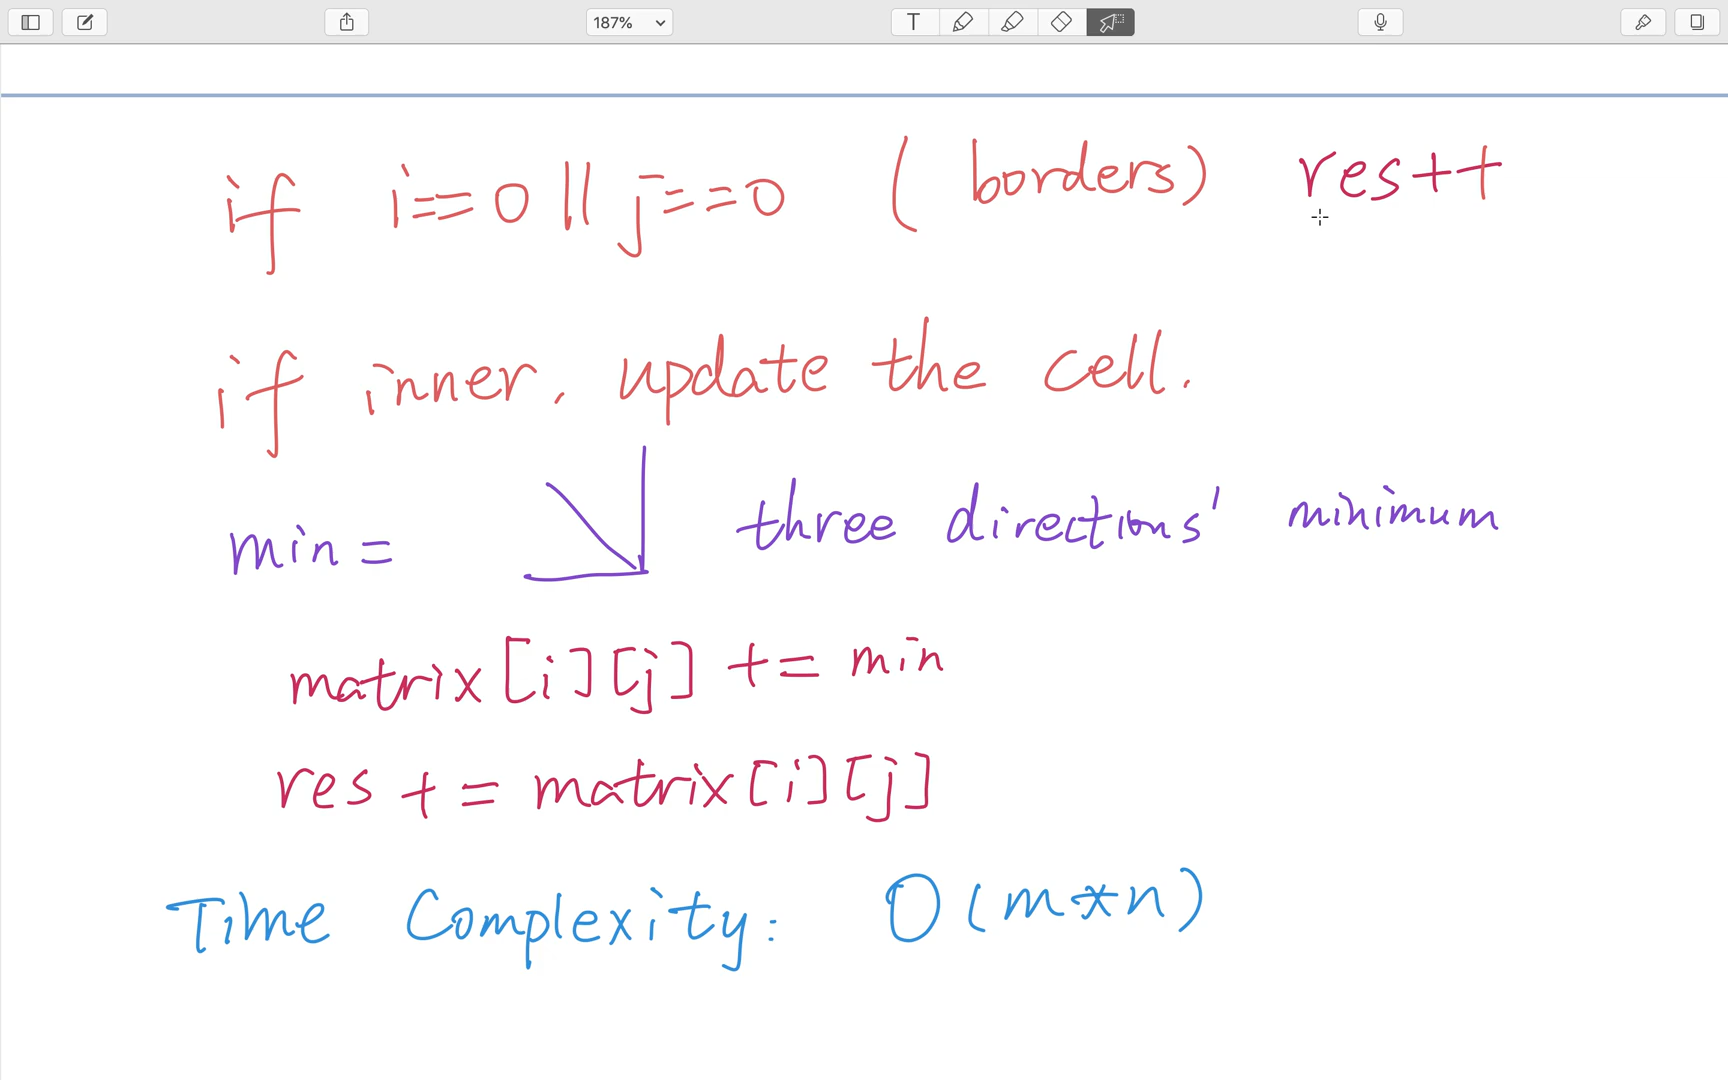 187%
T
if i==0 || j==0 ( borders) res++
if inner, update the cell.
min = three directions' minimum
matrix[i][j] += min
res += matrix[i][j]
Time Complexity: O(m*n)